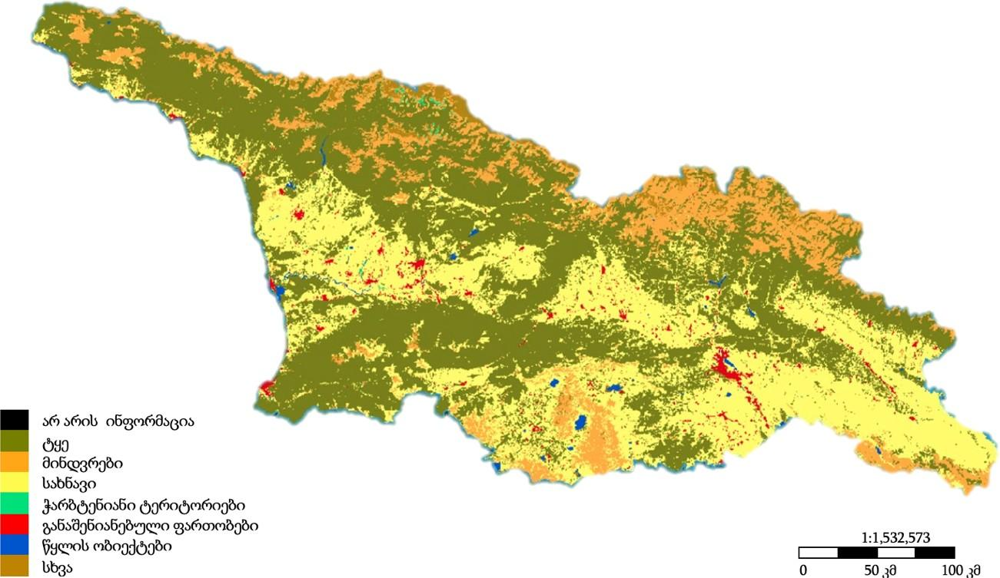 არ არის ინფორმაცია
ტყე
მინდვრები
სახნავი
ჭარბტენიანი ტერიტორიები
განაშენიანებული ფართობები
წყლის ობიექტები
სხვა
1:1,532,573
0 50 კმ 100 კმ